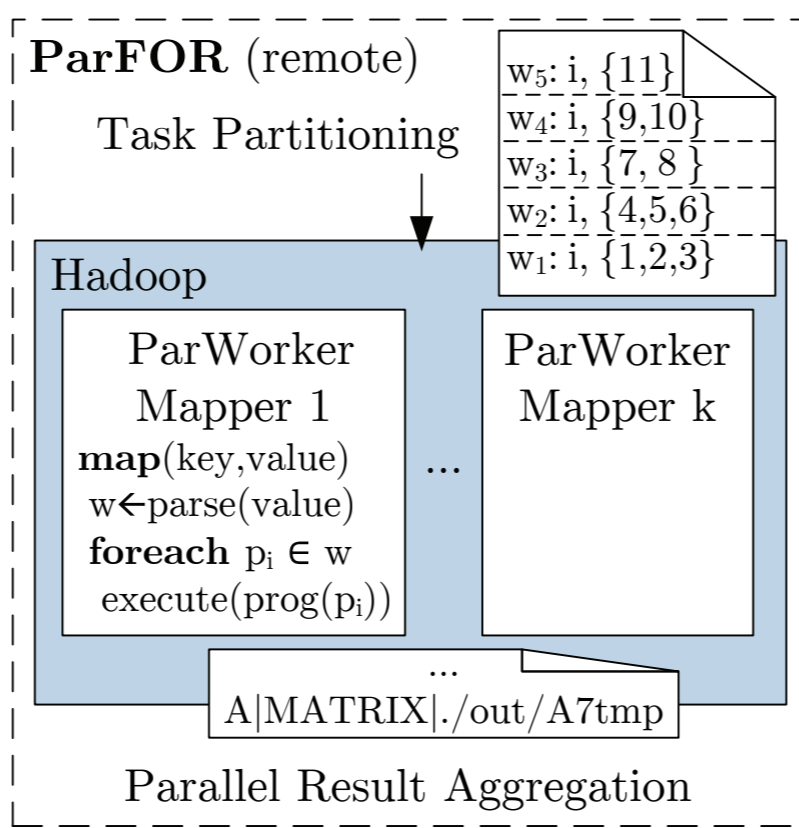 ParFOR (remote)
Task Partitioning
w₅: i, {11}
w₄: i, {9,10}
w₃: i, {7, 8 }
w₂: i, {4,5,6}
w₁: i, {1,2,3}
Hadoop
ParWorker
Mapper 1
map(key,value)
w←parse(value)
foreach pᵢ ∈ w
execute(prog(pᵢ))
...
ParWorker
Mapper k
...
A|MATRIX|./out/A7tmp
Parallel Result Aggregation